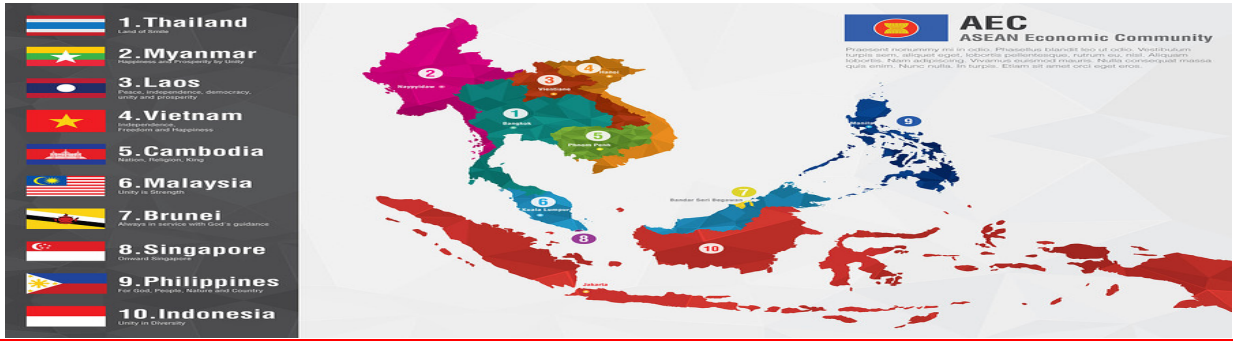 1.Thailand
Land of Smile
2.Myanmar
Happiness and Prosperity by Unity
3.Laos
Peace, independence, democracy,
unity and prosperity
4.Vietnam
Independence,
Freedom and Happiness
5.Cambodia
Nation, Religion, King
6.Malaysia
Unity is Strength
7.Brunei
Always in service with God's guidance
8.Singapore
Onward Singapore
9.Philippines
For God, People, Nature and Country
10.Indonesia
Unity in Diversity
AEC
ASEAN Economic Community
Praesent nonummy mi in odio. Phasellus blandit leo ut odio. Vestibulum
turpis sem, aliquet eget, lobortis pellentesque, rutrum eu, nisl. Aliquam
lobortis. Nam adipiscing. Vivamus euismod mauris. Nulla consequat massa
quis enim. Nunc nulla. In turpis. Etiam sit amet orci eget eros.
2
Naypyidaw
3
Vientiane
4
Hanoi
1
Bangkok
5
Phnom Penh
Manila
9
6
Kuala Lumper
7
Bandar Seri Begawan
8
10
Jakarta